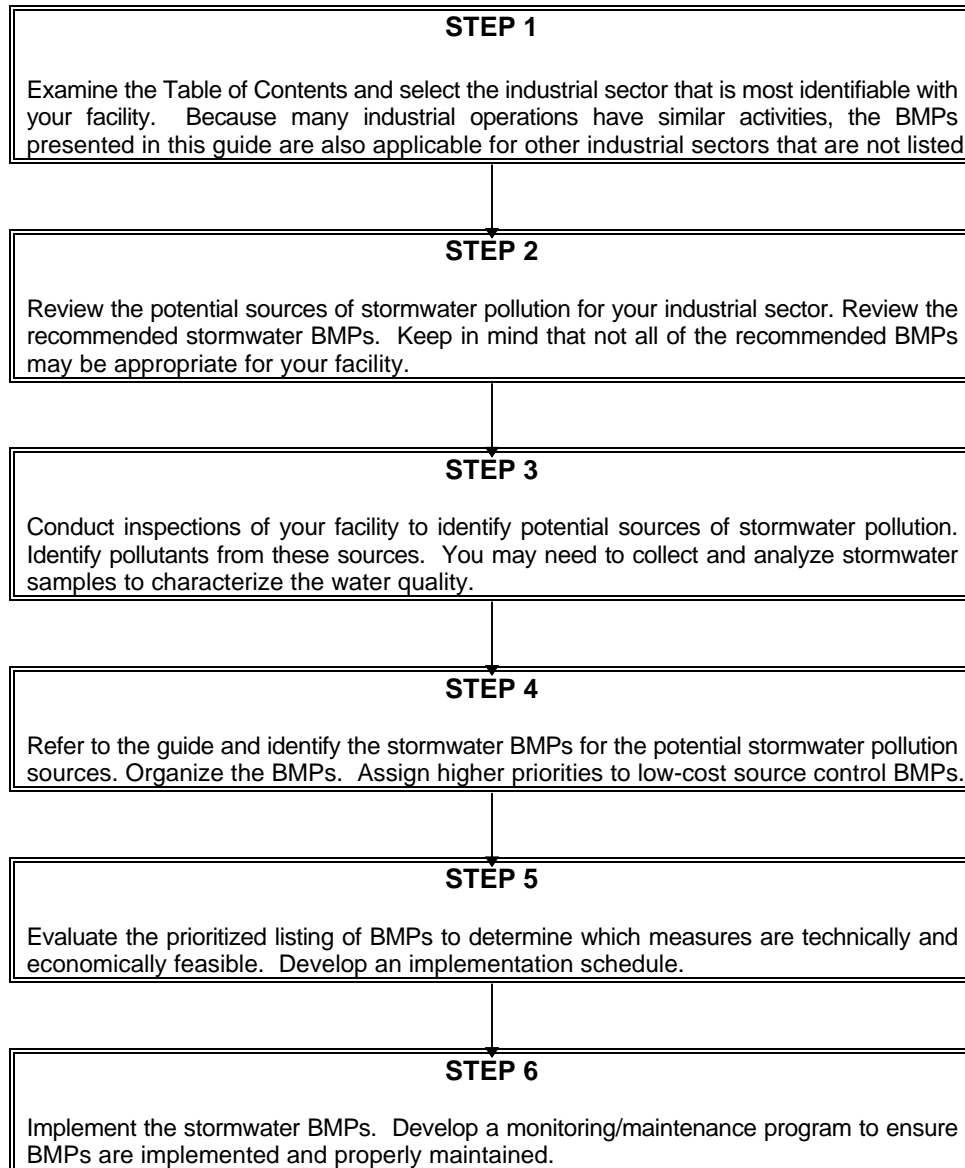 STEP 1
Examine the Table of Contents and select the industrial sector that is most identifiable with
your facility. Because many industrial operations have similar activities, the BMPs
presented in this guide are also applicable for other industrial sectors that are not listed
STEP 2
Review the potential sources of stormwater pollution for your industrial sector. Review the
recommended stormwater BMPs. Keep in mind that not all of the recommended BMPs
may be appropriate for your facility.
STEP 3
Conduct inspections of your facility to identify potential sources of stormwater pollution.
Identify pollutants from these sources. You may need to collect and analyze stormwater
samples to characterize the water quality.
STEP 4
Refer to the guide and identify the stormwater BMPs for the potential stormwater pollution
sources. Organize the BMPs. Assign higher priorities to low-cost source control BMPs.
STEP 5
Evaluate the prioritized listing of BMPs to determine which measures are technically and
economically feasible. Develop an implementation schedule.
STEP 6
Implement the stormwater BMPs. Develop a monitoring/maintenance program to ensure
BMPs are implemented and properly maintained.